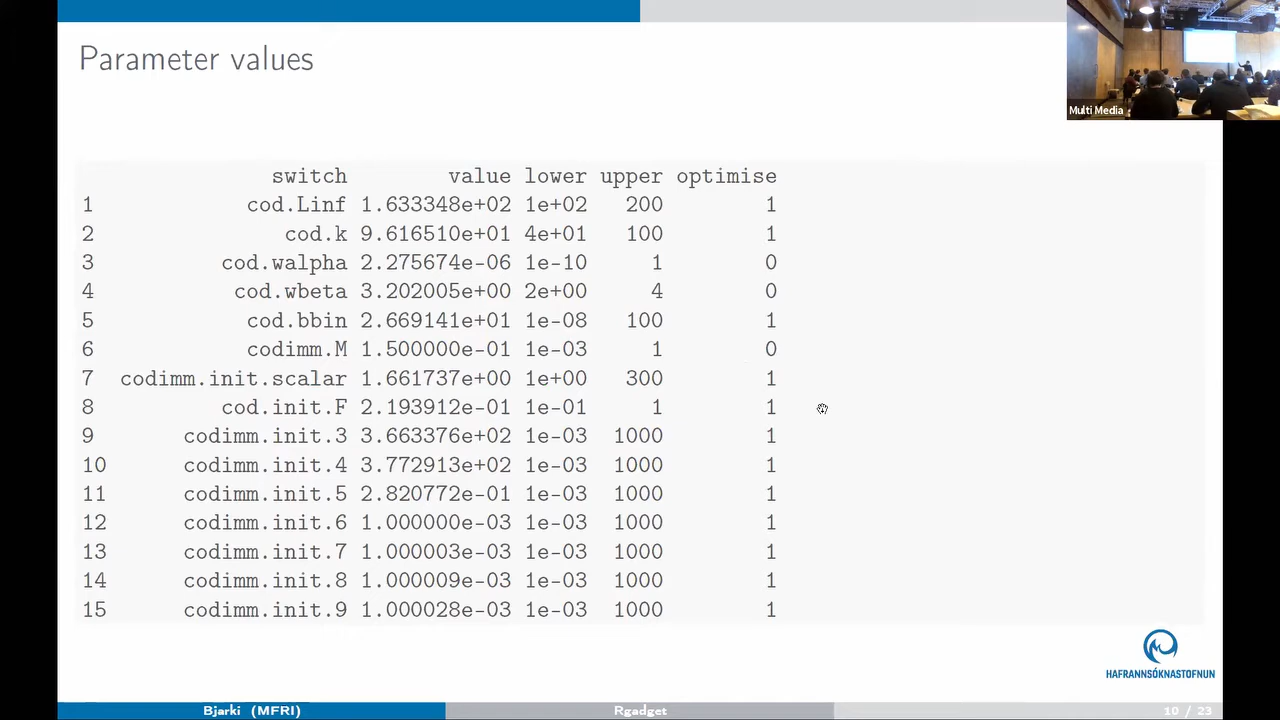 Parameter values
Multi Media
switch value lower upper optimise
1 cod.Linf 1.633348e+02 1e+02 200 1
2 cod.k 9.616510e+01 4e+01 100 1
3 cod.walpha 2.275674e-06 1e-10 1 0
4 cod.wbeta 3.202005e+00 2e+00 4 0
5 cod.bbin 2.669141e+01 1e-08 100 1
6 codimm.M 1.500000e-01 1e-03 1 0
7 codimm.init.scalar 1.661737e+00 1e+00 300 1
8 cod.init.F 2.193912e-01 1e-01 1 1
9 codimm.init.3 3.663376e+02 1e-03 1000 1
10 codimm.init.4 3.772913e+02 1e-03 1000 1
11 codimm.init.5 2.820772e-01 1e-03 1000 1
12 codimm.init.6 1.000000e-03 1e-03 1000 1
13 codimm.init.7 1.000003e-03 1e-03 1000 1
14 codimm.init.8 1.000009e-03 1e-03 1000 1
15 codimm.init.9 1.000028e-03 1e-03 1000 1
HAFRANNSÓKNASTOFNUN
Bjarki (MFRI) Rgadget 10 / 23